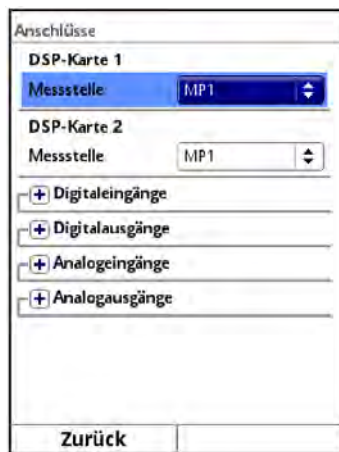 Anschlüsse
DSP-Karte 1
Messstelle MP1
DSP-Karte 2
Messstelle MP1
Digitaleingänge
Digitalausgänge
Analogeingänge
Analogausgänge
Zurück